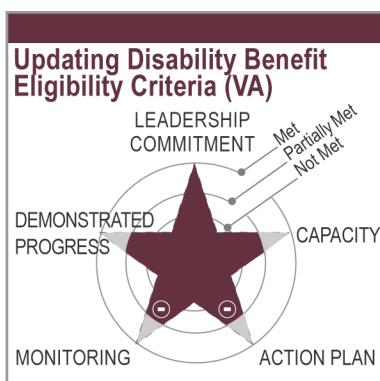 Updating Disability Benefit
Eligibility Criteria (VA)
LEADERSHIP
COMMITMENT
Met
Partially Met
Not Met
DEMONSTRATED
PROGRESS
CAPACITY
MONITORING
ACTION PLAN